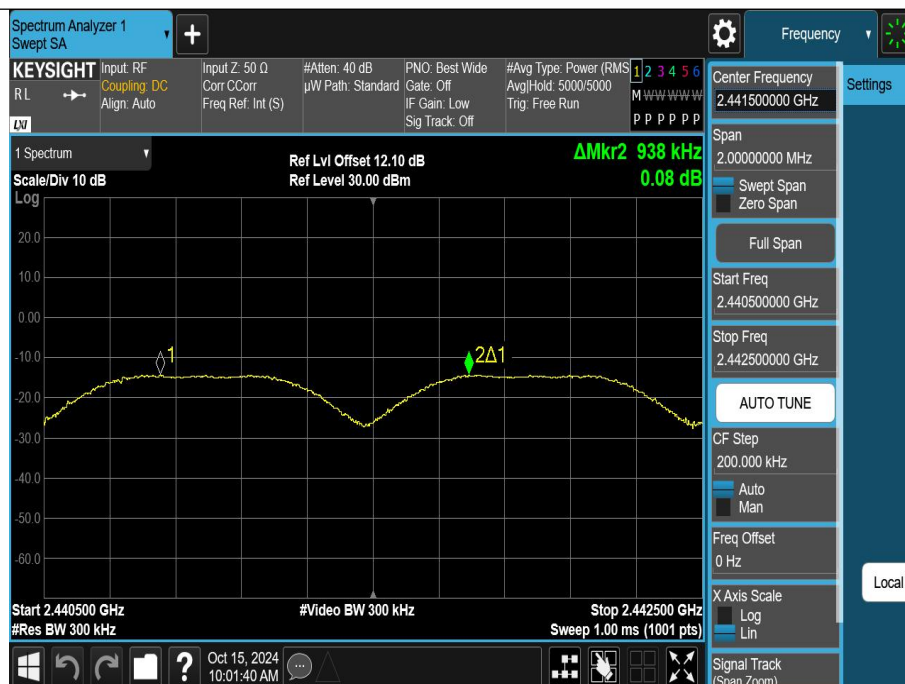 Spectrum Analyzer 1
Swept SA
Frequency
KEYSIGHT
RL
LXI
Input: RF
Coupling: DC
Align: Auto
Input Z: 50 Ω
Corr CCorr
Freq Ref: Int (S)
#Atten: 40 dB
µW Path: Standard
PNO: Best Wide
Gate: Off
IF Gain: Low
Sig Track: Off
#Avg Type: Power (RMS
Avg|Hold: 5000/5000
Trig: Free Run
1 2 3 4 5 6
M W W W W W
P P P P P P
Center Frequency
2.441500000 GHz
Settings
Span
2.00000000 MHz
Swept Span
Zero Span
Full Span
Start Freq
2.440500000 GHz
Stop Freq
2.442500000 GHz
AUTO TUNE
CF Step
200.000 kHz
Auto
Man
Freq Offset
0 Hz
X Axis Scale
Log
Lin
Signal Track
(Span Zoom)
Local
1 Spectrum
Scale/Div 10 dB
Log
Ref Lvl Offset 12.10 dB
Ref Level 30.00 dBm
ΔMkr2 938 kHz
0.08 dB
20.0
10.0
0.00
-10.0
-20.0
-30.0
-40.0
-50.0
-60.0
1
2Δ1
Start 2.440500 GHz
#Res BW 300 kHz
#Video BW 300 kHz
Stop 2.442500 GHz
Sweep 1.00 ms (1001 pts)
?
Oct 15, 2024
10:01:40 AM